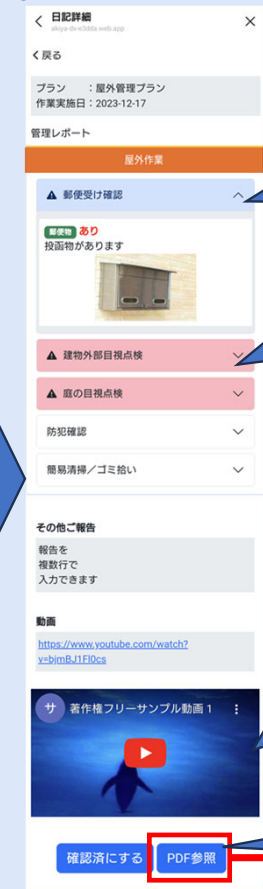 日記詳細
akiya-dx-e3dda.web.app
戻る
プラン　：屋外管理プラン
作業実施日：2023-12-17
管理レポート
屋外作業
郵便受け確認
郵便物 あり
投函物があります
建物外部目視点検
庭の目視点検
防犯確認
簡易清掃／ゴミ拾い
その他ご報告
報告を
複数行で
入力できます
動画
https://www.youtube.com/watch?
v=bjmBJ1FI0cs
サ 著作権フリーサンプル動画 1
確認済にする PDF参照